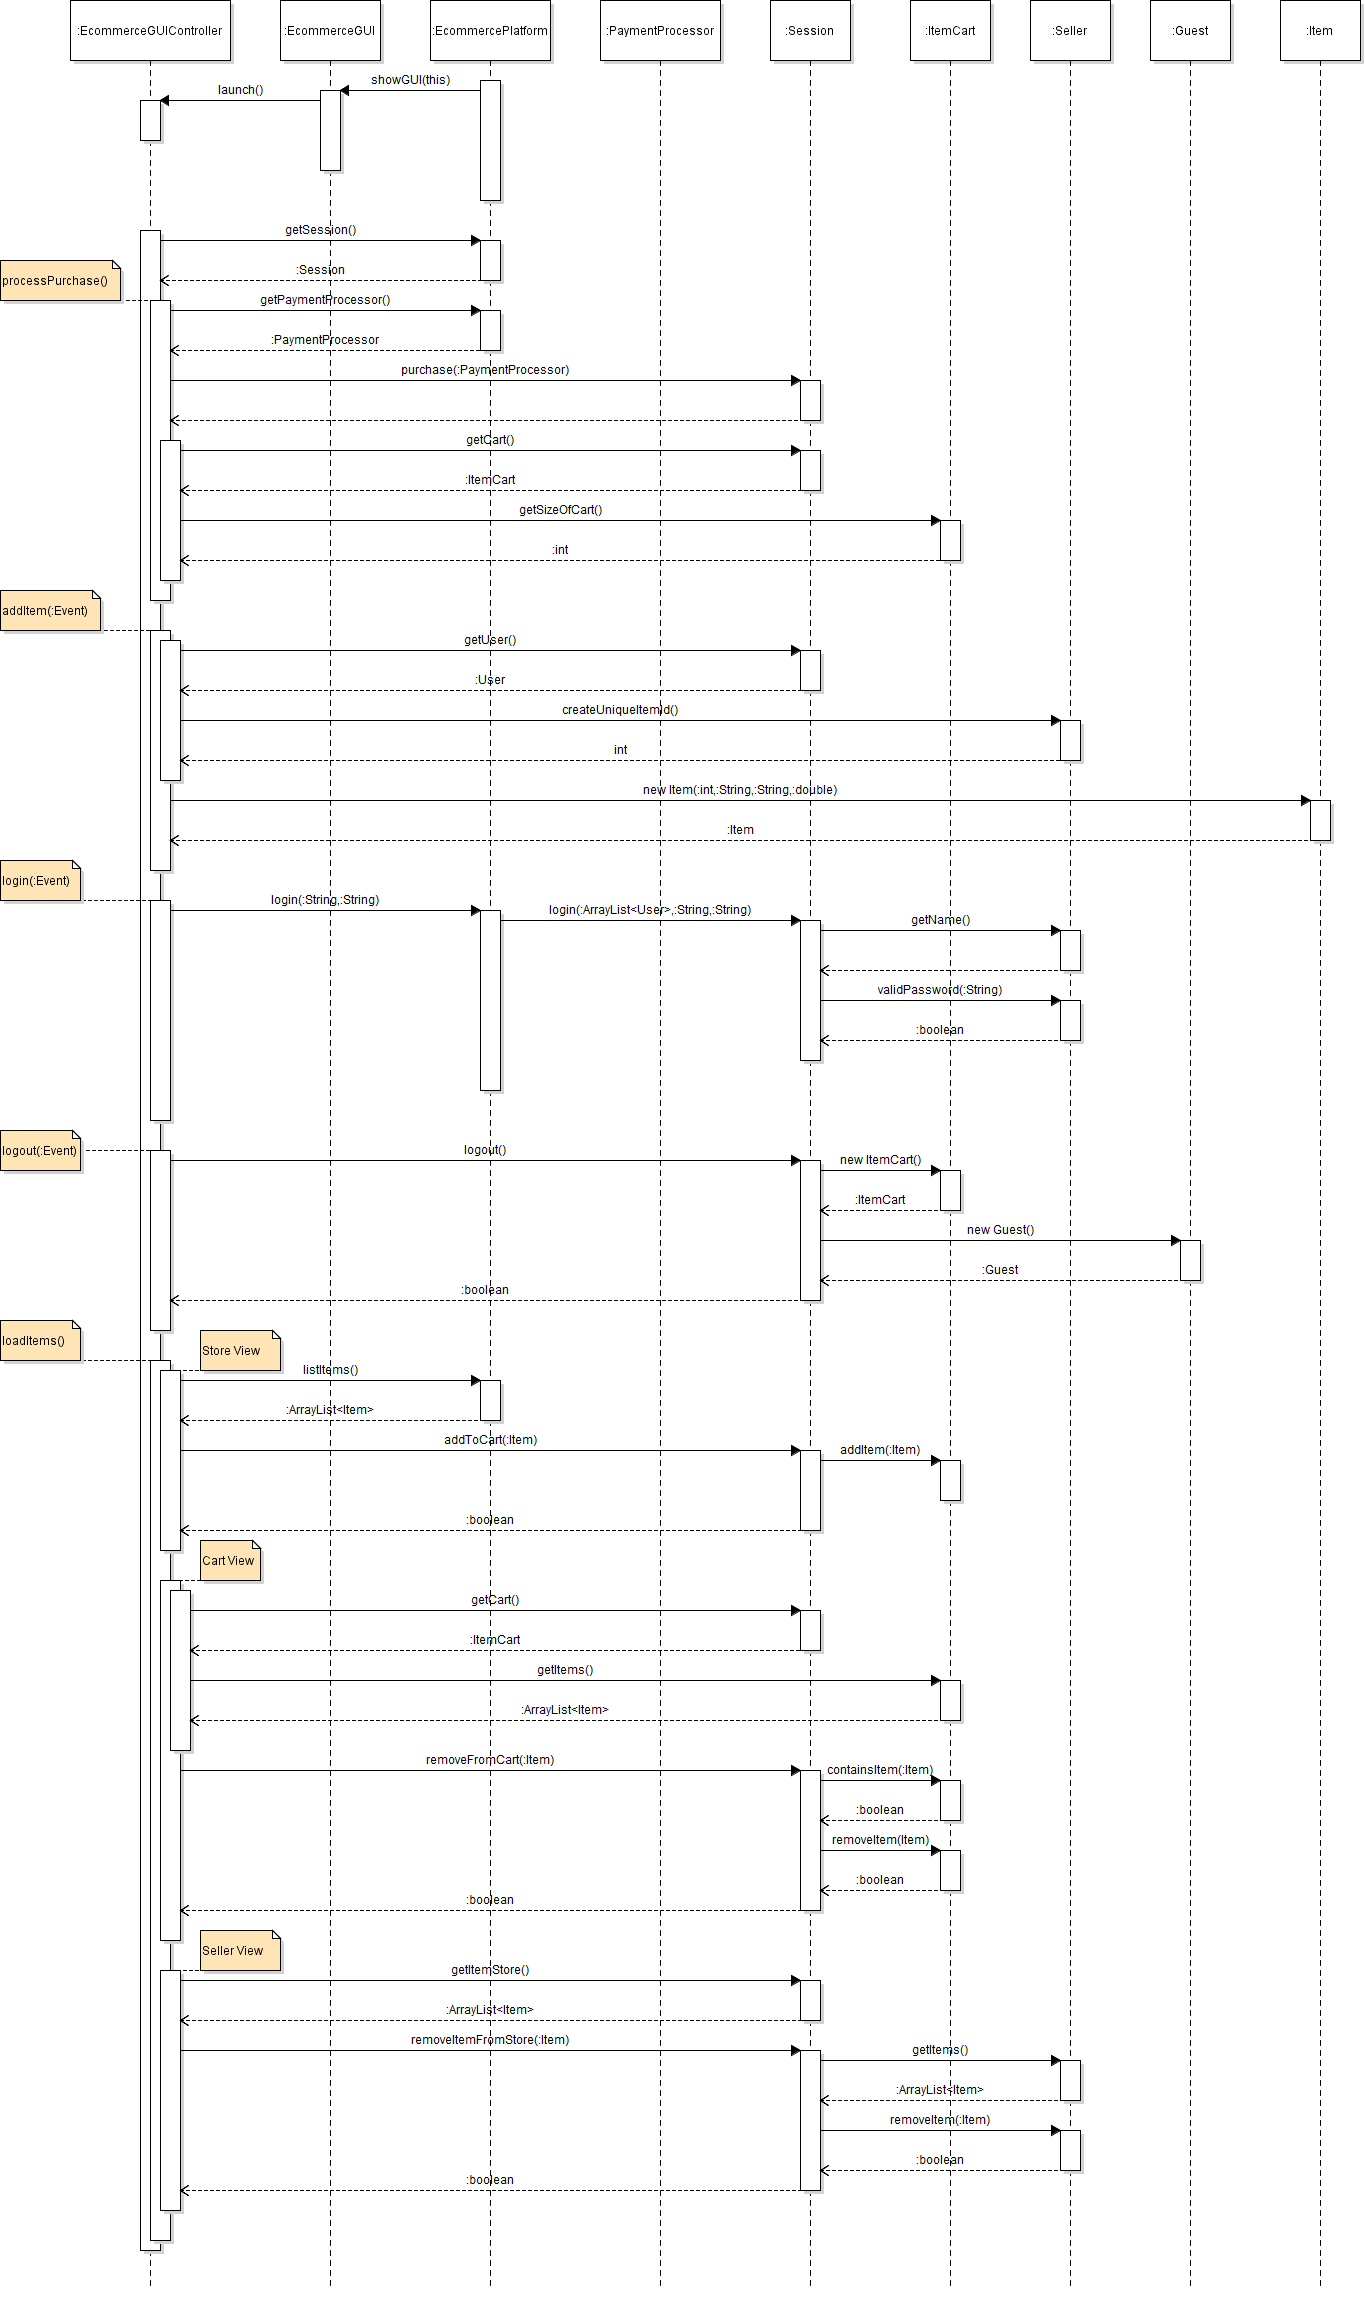 :EcommerceGUIController
:EcommerceGUI
:EcommercePlatform
:PaymentProcessor
:Session
:ItemCart
:Seller
:Guest
:Item
showGUI(this)
launch()
getSession()
:Session
processPurchase()
getPaymentProcessor()
:PaymentProcessor
purchase(:PaymentProcessor)
getCart()
:ItemCart
getSizeOfCart()
:int
addItem(:Event)
getUser()
:User
createUniqueItemId()
int
new Item(:int,:String,:String,:double)
:Item
login(:Event)
login(:String,:String)
login(:ArrayList<User>,:String,:String)
getName()
validPassword(:String)
:boolean
logout(:Event)
logout()
new ItemCart()
:ItemCart
new Guest()
:Guest
:boolean
loadItems()
Store View
listItems()
:ArrayList<Item>
addToCart(:Item)
addItem(:Item)
:boolean
Cart View
getCart()
:ItemCart
getItems()
:ArrayList<Item>
removeFromCart(:Item)
containsItem(:Item)
:boolean
removeItem(Item)
:boolean
:boolean
Seller View
getItemStore()
:ArrayList<Item>
removeItemFromStore(:Item)
getItems()
:ArrayList<Item>
removeItem(:Item)
:boolean
:boolean